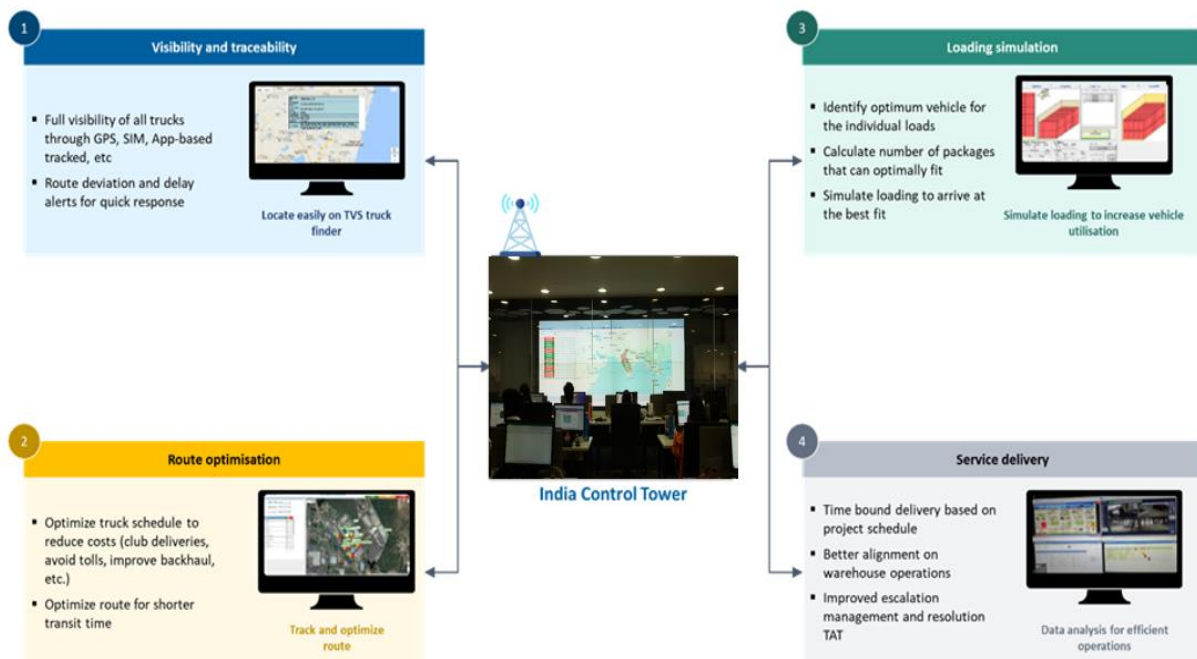 1
Visibility and traceability
▪ Full visibility of all trucks
through GPS, SIM, App-based
tracked, etc
▪ Route deviation and delay
alerts for quick response
Locate easily on TVS truck
finder
2
Route optimisation
▪ Optimize truck schedule to
reduce costs (club deliveries,
avoid tolls, improve backhaul,
etc.)
▪ Optimize route for shorter
transit time
Track and optimize
route
India Control Tower
3
Loading simulation
▪ Identify optimum vehicle for
the individual loads
▪ Calculate number of packages
that can optimally fit
▪ Simulate loading to arrive at
the best fit
Simulate loading to increase vehicle
utilisation
4
Service delivery
▪ Time bound delivery based on
project schedule
▪ Better alignment on
warehouse operations
▪ Improved escalation
management and resolution
TAT
Data analysis for efficient
operations